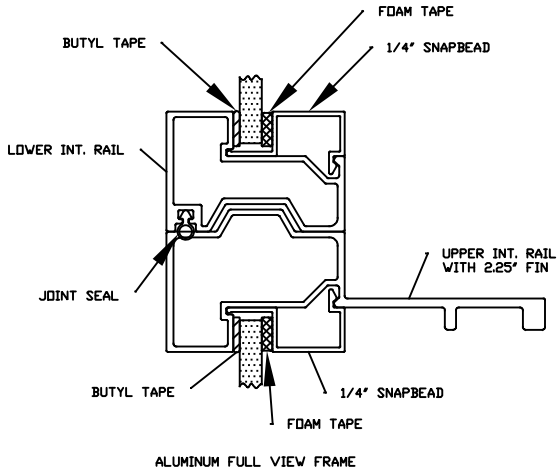 FOAM TAPE
BUTYL TAPE
1/4" SNAPBEAD
LOWER INT. RAIL
UPPER INT. RAIL
WITH 2.25" FIN
JOINT SEAL
BUTYL TAPE
1/4" SNAPBEAD
FOAM TAPE
ALUMINUM FULL VIEW FRAME